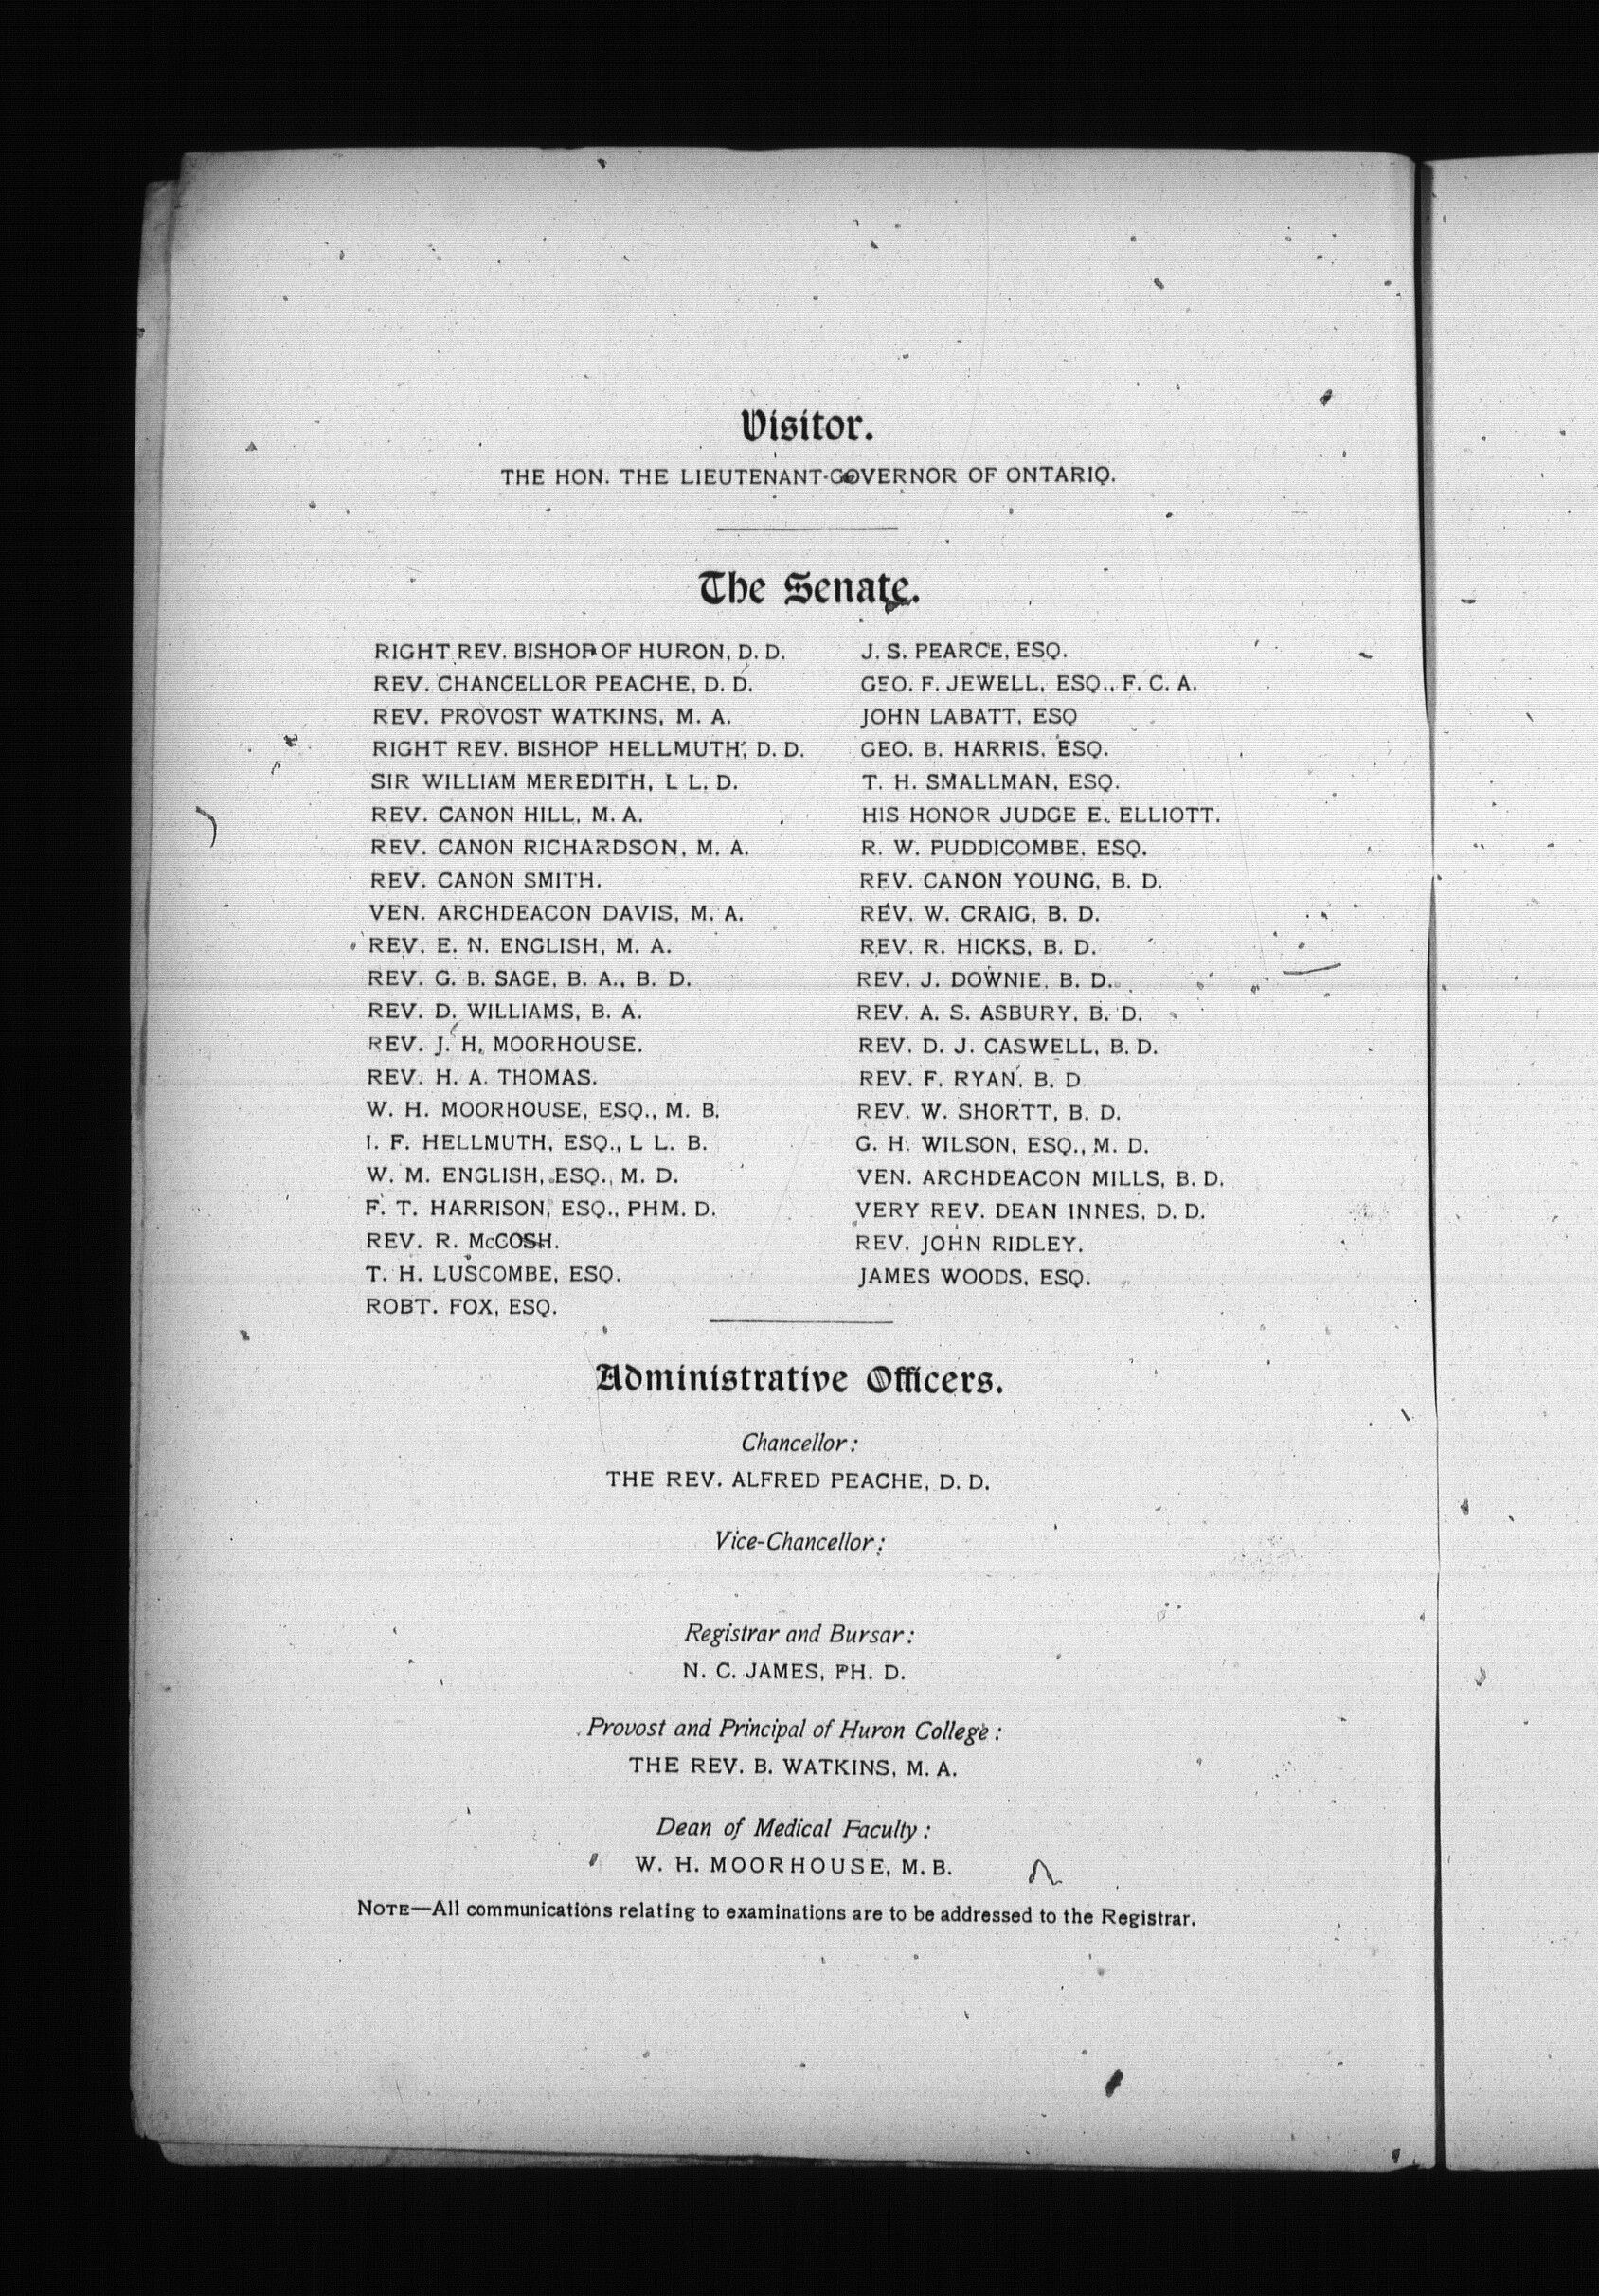 Visitor.
THE HON. THE LIEUTENANT-GOVERNOR OF ONTARIO.
The Senate.
RIGHT REV. BISHOP OF HURON, D. D.
REV. CHANCELLOR PEACHE, D. D.
REV. PROVOST WATKINS, M. A.
RIGHT REV. BISHOP HELLMUTH, D. D.
SIR WILLIAM MEREDITH, L L. D.
REV. CANON HILL, M. A.
REV. CANON RICHARDSON, M. A.
REV. CANON SMITH.
VEN. ARCHDEACON DAVIS, M. A.
REV. E. N. ENGLISH, M. A.
REV. G. B. SAGE, B. A., B. D.
REV. D. WILLIAMS, B. A.
REV. J. H. MOORHOUSE.
REV. H. A. THOMAS.
W. H. MOORHOUSE, ESQ., M. B.
I. F. HELLMUTH, ESQ., L L. B.
W. M. ENGLISH, ESQ., M. D.
F. T. HARRISON, ESQ., PHM. D.
REV. R. McCOSH.
T. H. LUSCOMBE, ESQ.
ROBT. FOX, ESQ.
J. S. PEARCE, ESQ.
GEO. F. JEWELL, ESQ., F. C. A.
JOHN LABATT, ESQ
GEO. B. HARRIS, ESQ.
T. H. SMALLMAN, ESQ.
HIS HONOR JUDGE E. ELLIOTT.
R. W. PUDDICOMBE, ESQ.
REV. CANON YOUNG, B. D.
REV. W. CRAIG, B. D.
REV. R. HICKS, B. D.
REV. J. DOWNIE, B. D.
REV. A. S. ASBURY, B. D.
REV. D. J. CASWELL, B. D.
REV. F. RYAN, B. D.
REV. W. SHORTT, B. D.
G. H. WILSON, ESQ., M. D.
VEN. ARCHDEACON MILLS, B. D.
VERY REV. DEAN INNES, D. D.
REV. JOHN RIDLEY.
JAMES WOODS, ESQ.
Administrative Officers.
Chancellor:
THE REV. ALFRED PEACHE, D. D.
Vice-Chancellor:
Registrar and Bursar:
N. C. JAMES, PH. D.
Provost and Principal of Huron College:
THE REV. B. WATKINS, M. A.
Dean of Medical Faculty:
W. H. MOORHOUSE, M. B.
NOTE—All communications relating to examinations are to be addressed to the Registrar.